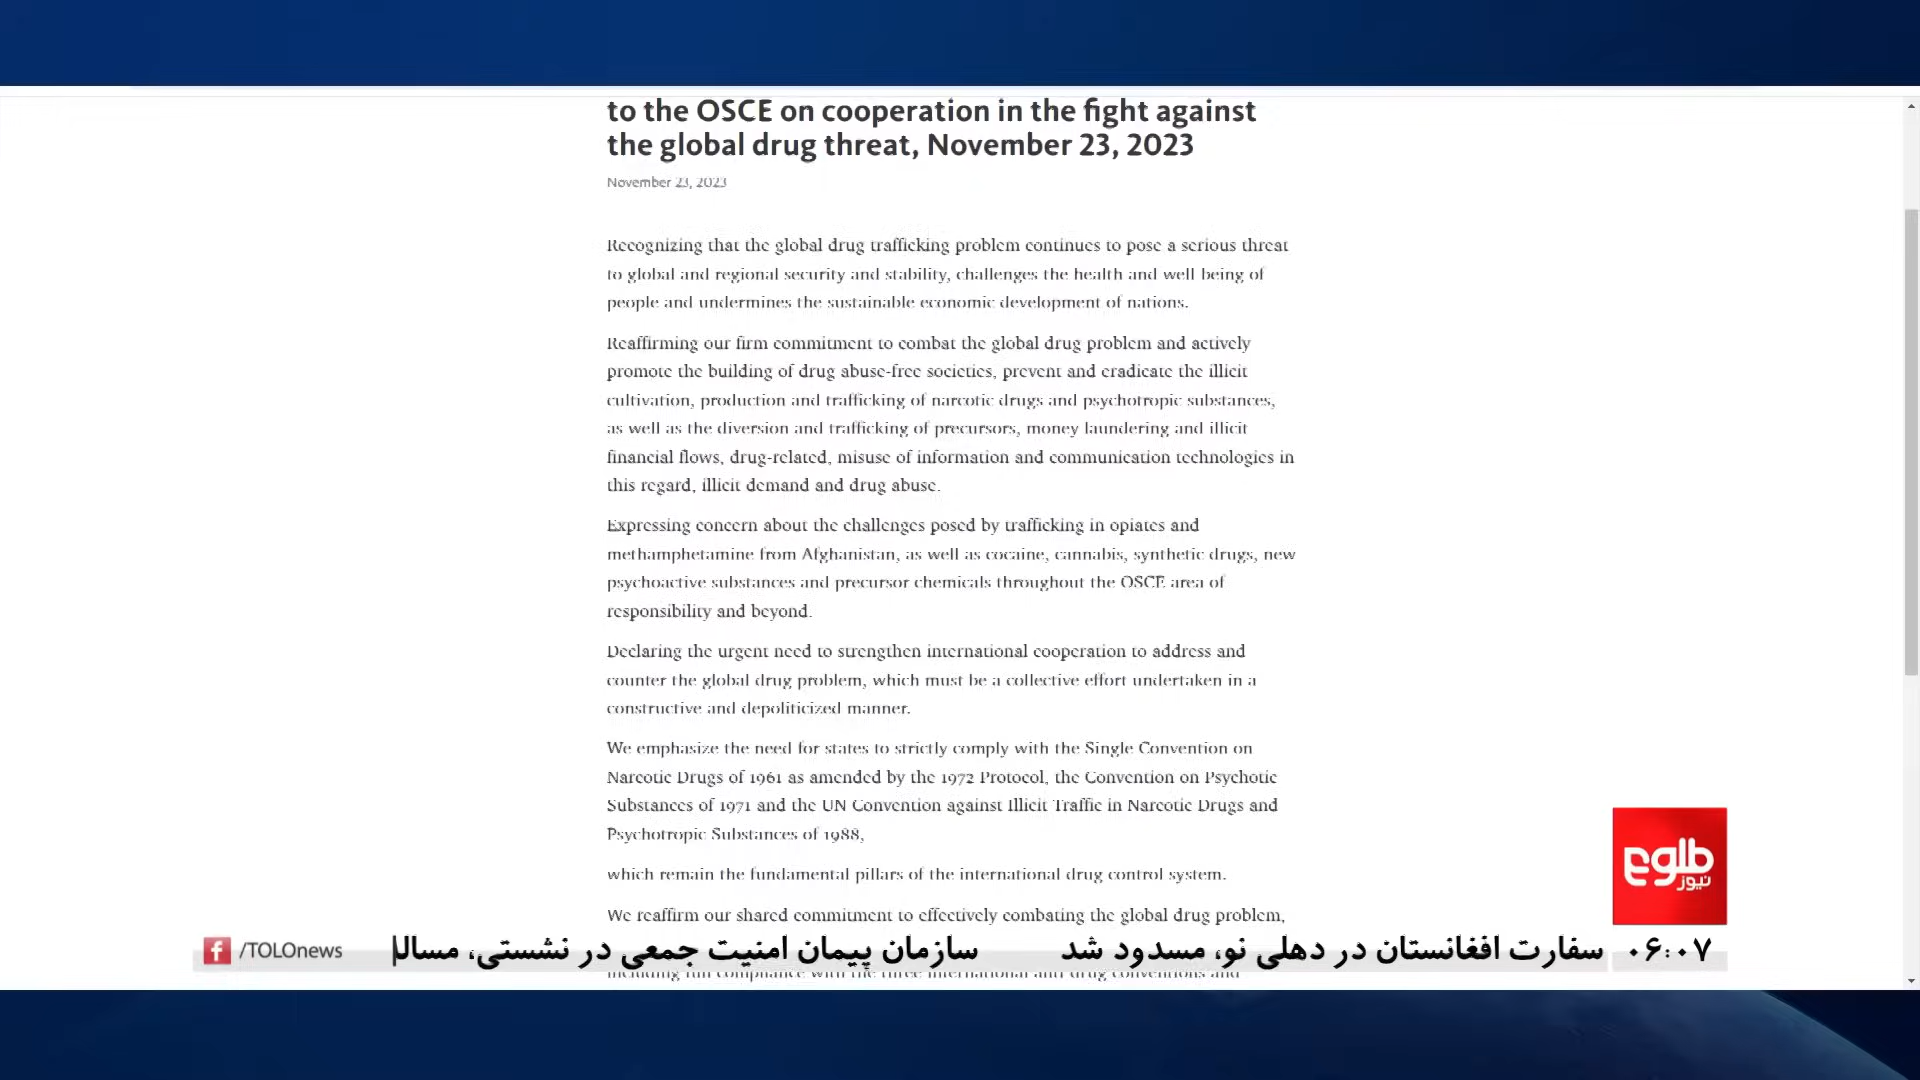 to the OSCE on cooperation in the fight against
the global drug threat, November 23, 2023
November 23, 2023
Recognizing that the global drug trafficking problem continues to pose a serious threat
to global and regional security and stability, challenges the health and well being of
people and undermines the sustainable economic development of nations.
Reaffirming our firm commitment to combat the global drug problem and actively
promote the building of drug abuse-free societies, prevent and eradicate the illicit
cultivation, production and trafficking of narcotic drugs and psychotropic substances,
as well as the diversion and trafficking of precursors, money laundering and illicit
financial flows, drug-related, misuse of information and communication technologies in
this regard, illicit demand and drug abuse.
Expressing concern about the challenges posed by trafficking in opiates and
methamphetamine from Afghanistan, as well as cocaine, cannabis, synthetic drugs, new
psychoactive substances and precursor chemicals throughout the OSCE area of
responsibility and beyond.
Declaring the urgent need to strengthen international cooperation to address and
counter the global drug problem, which must be a collective effort undertaken in a
constructive and depoliticized manner.
We emphasize the need for states to strictly comply with the Single Convention on
Narcotic Drugs of 1961 as amended by the 1972 Protocol, the Convention on Psychotic
Substances of 1971 and the UN Convention against Illicit Traffic in Narcotic Drugs and
Psychotropic Substances of 1988,
which remain the fundamental pillars of the international drug control system.
We reaffirm our shared commitment to effectively combating the global drug problem,
including full compliance with the three international anti drug conventions and
طلوع
نیوز
۰۶:۰۷
سفارت افغانستان در دهلی نو، مسدود شد
سازمان پیمان امنیت جمعی در نشستی، مسال
/TOLOnews